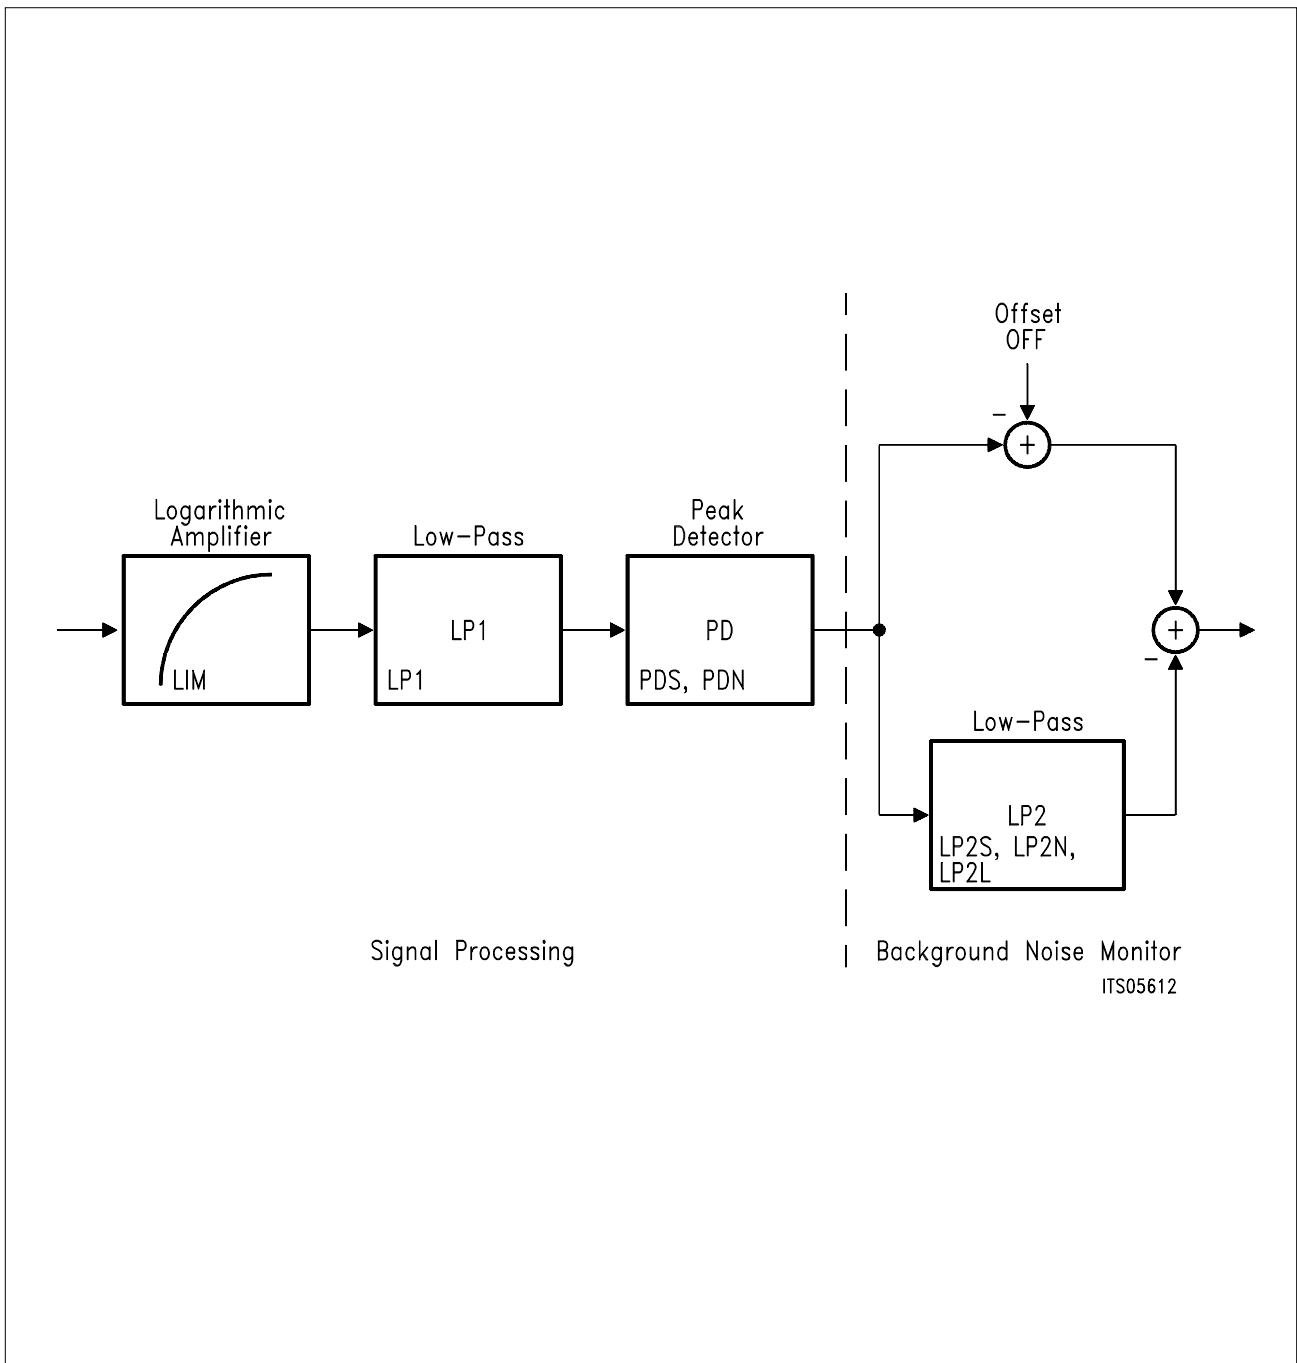 Offset
OFF
−
+
Logarithmic
Amplifier
Low-Pass
Peak
Detector
LP1
PD
+
−
LIM
LP1
PDS, PDN
Low-Pass
LP2
LP2S, LP2N,
LP2L
Signal Processing
Background Noise Monitor
ITS05612